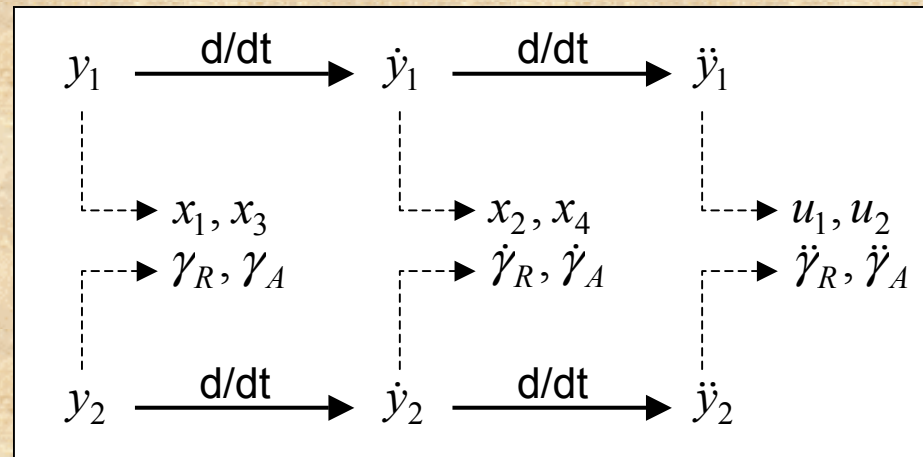 d/dt d/dt
y₁ ẏ₁ ÿ₁
x₁, x₃ x₂, x₄ u₁, u₂
γ_R, γ_A γ̇_R, γ̇_A γ̈_R, γ̈_A
d/dt d/dt
y₂ ẏ₂ ÿ₂